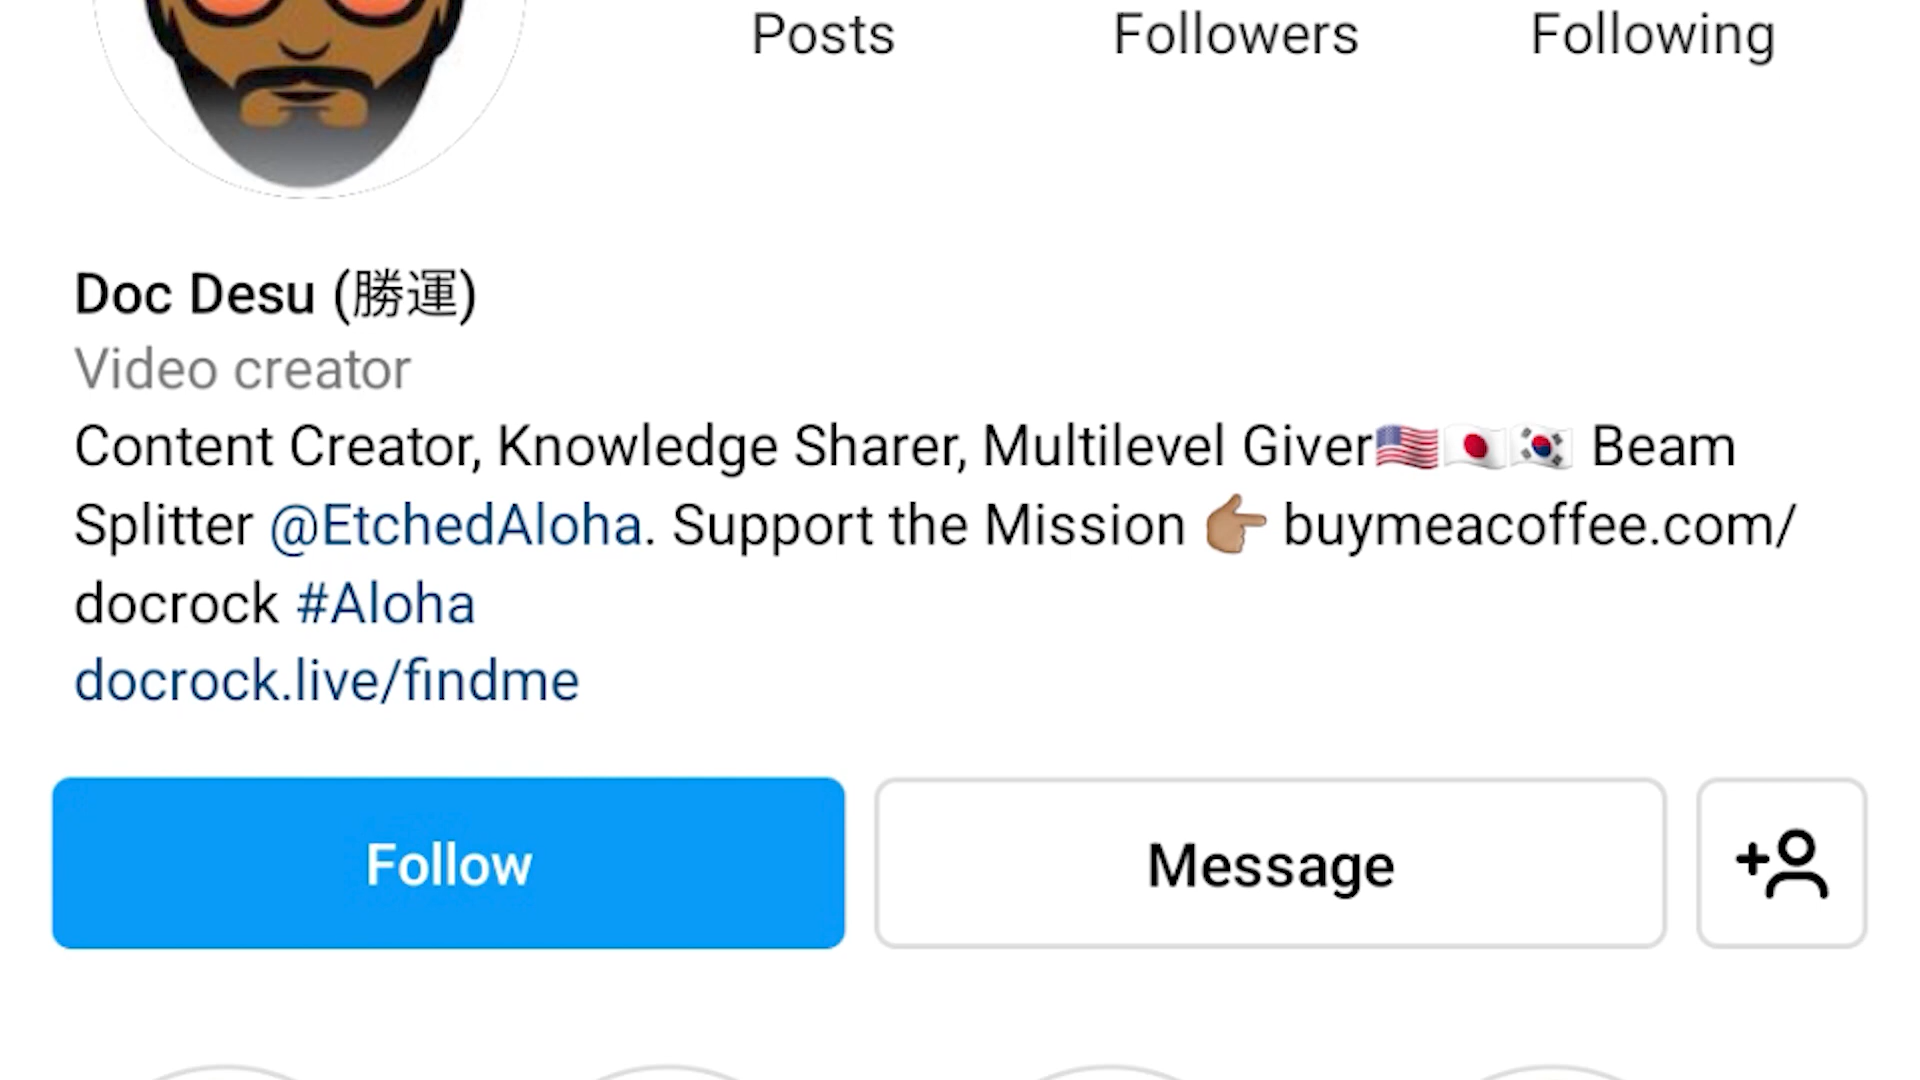 Posts Followers Following
Doc Desu (勝運)
Video creator
Content Creator, Knowledge Sharer, Multilevel Giver🇺🇸🇯🇵🇰🇷 Beam
Splitter @EtchedAloha. Support the Mission 👉🏽 buymeacoffee.com/
docrock #Aloha
docrock.live/findme
Follow Message